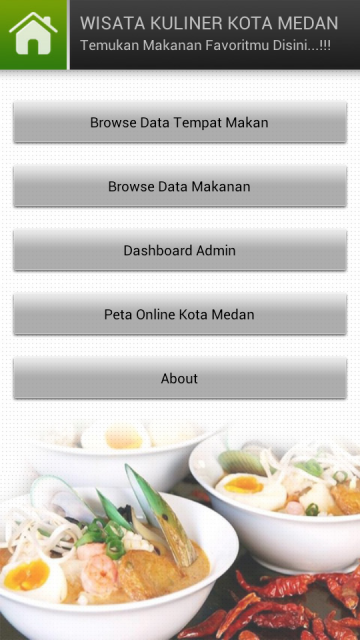 WISATA KULINER KOTA MEDAN
Temukan Makanan Favoritmu Disini...!!!
Browse Data Tempat Makan
Browse Data Makanan
Dashboard Admin
Peta Online Kota Medan
About